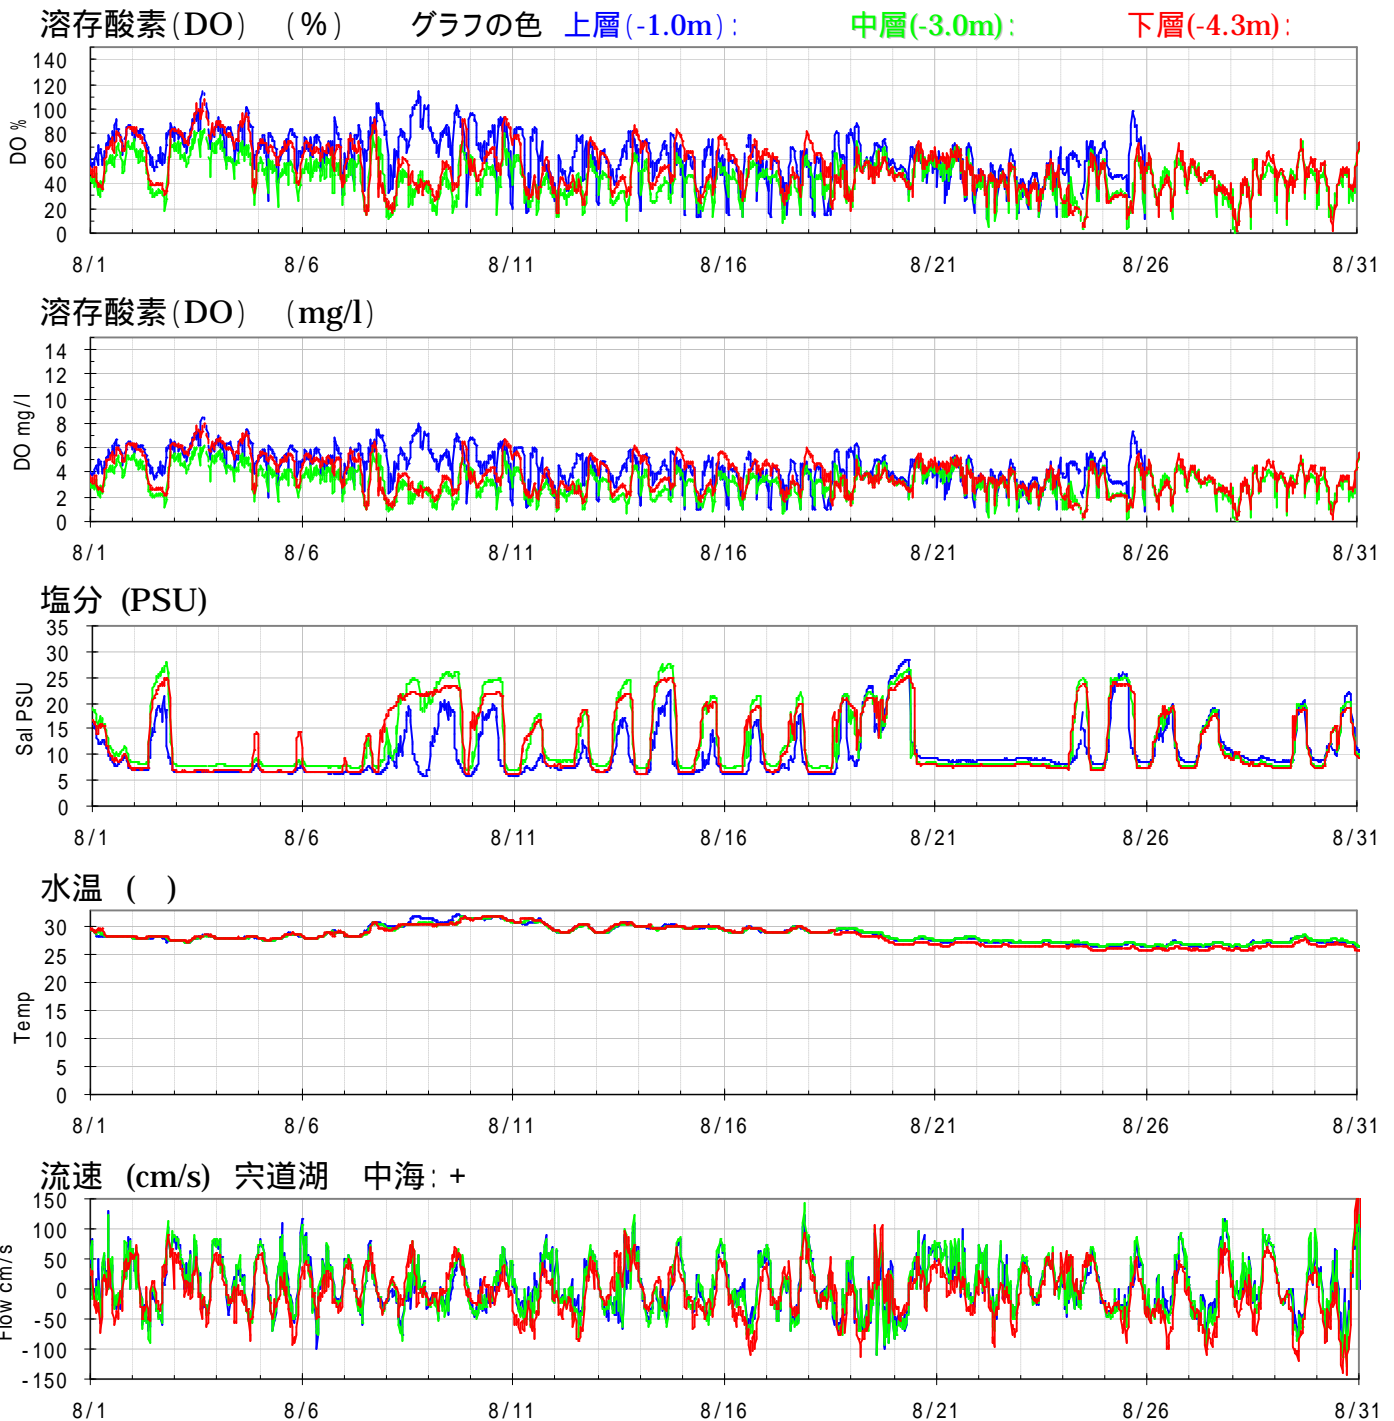 溶存酸素(DO) (%) グラフの色 上層(-1.0m): 中層(-3.0m): 下層(-4.3m):
140
120
100
80
60
40
20
0
DO %
8/1 8/6 8/11 8/16 8/21 8/26 8/31
溶存酸素(DO) (mg/l)
14
12
10
8
6
4
2
0
DO mg/l
8/1 8/6 8/11 8/16 8/21 8/26 8/31
塩分 (PSU)
35
30
25
20
15
10
5
0
Sal PSU
8/1 8/6 8/11 8/16 8/21 8/26 8/31
水温 ( )
30
25
20
15
10
5
0
Temp
8/1 8/6 8/11 8/16 8/21 8/26 8/31
流速 (cm/s) 宍道湖 中海: +
150
100
50
0
-50
-100
-150
Flow cm/s
8/1 8/6 8/11 8/16 8/21 8/26 8/31